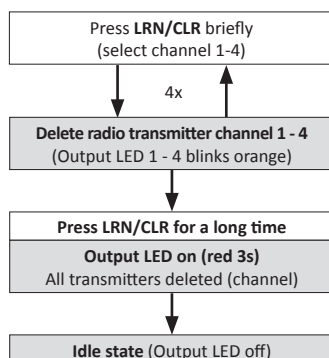 Press LRN/CLR briefly
(select channel 1-4)
4x
Delete radio transmitter channel 1 - 4
(Output LED 1 - 4 blinks orange)
Press LRN/CLR for a long time
Output LED on (red 3s)
All transmitters deleted (channel)
Idle state (Output LED off)